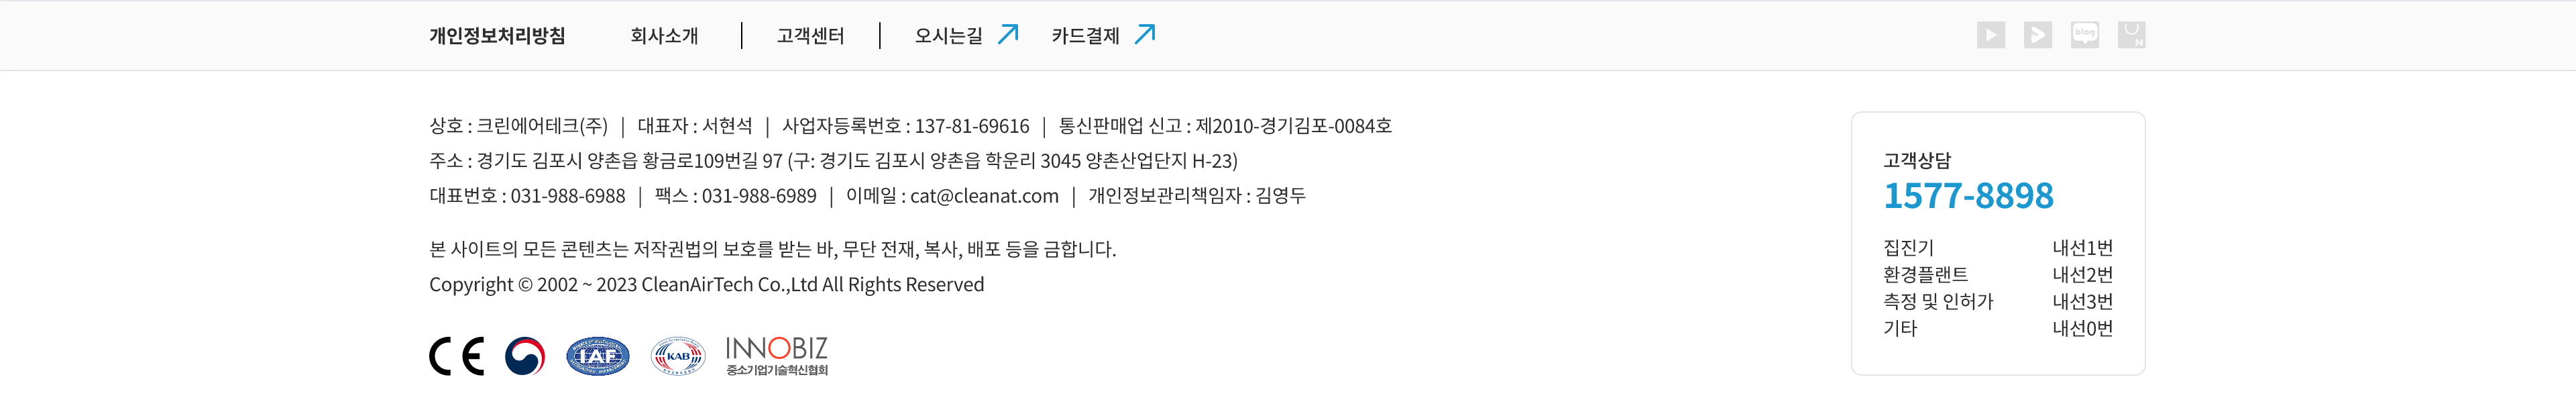 개인정보처리방침 회사소개 | 고객센터 | 오시는길 카드결제
blog
N
상호 : 크린에어테크(주) | 대표자 : 서현석 | 사업자등록번호 : 137-81-69616 | 통신판매업 신고 : 제2010-경기김포-0084호
주소 : 경기도 김포시 양촌읍 황금로109번길 97 (구: 경기도 김포시 양촌읍 학운리 3045 양촌산업단지 H-23)
대표번호 : 031-988-6988 | 팩스 : 031-988-6989 | 이메일 : cat@cleanat.com | 개인정보관리책임자 : 김영두
본 사이트의 모든 콘텐츠는 저작권법의 보호를 받는 바, 무단 전재, 복사, 배포 등을 금합니다.
Copyright © 2002 ~ 2023 CleanAirTech Co.,Ltd All Rights Reserved
CE
IAF
KAB
INNOBIZ
중소기업기술혁신협회
고객상담
1577-8898
집진기 내선1번
환경플랜트 내선2번
측정 및 인허가 내선3번
기타 내선0번